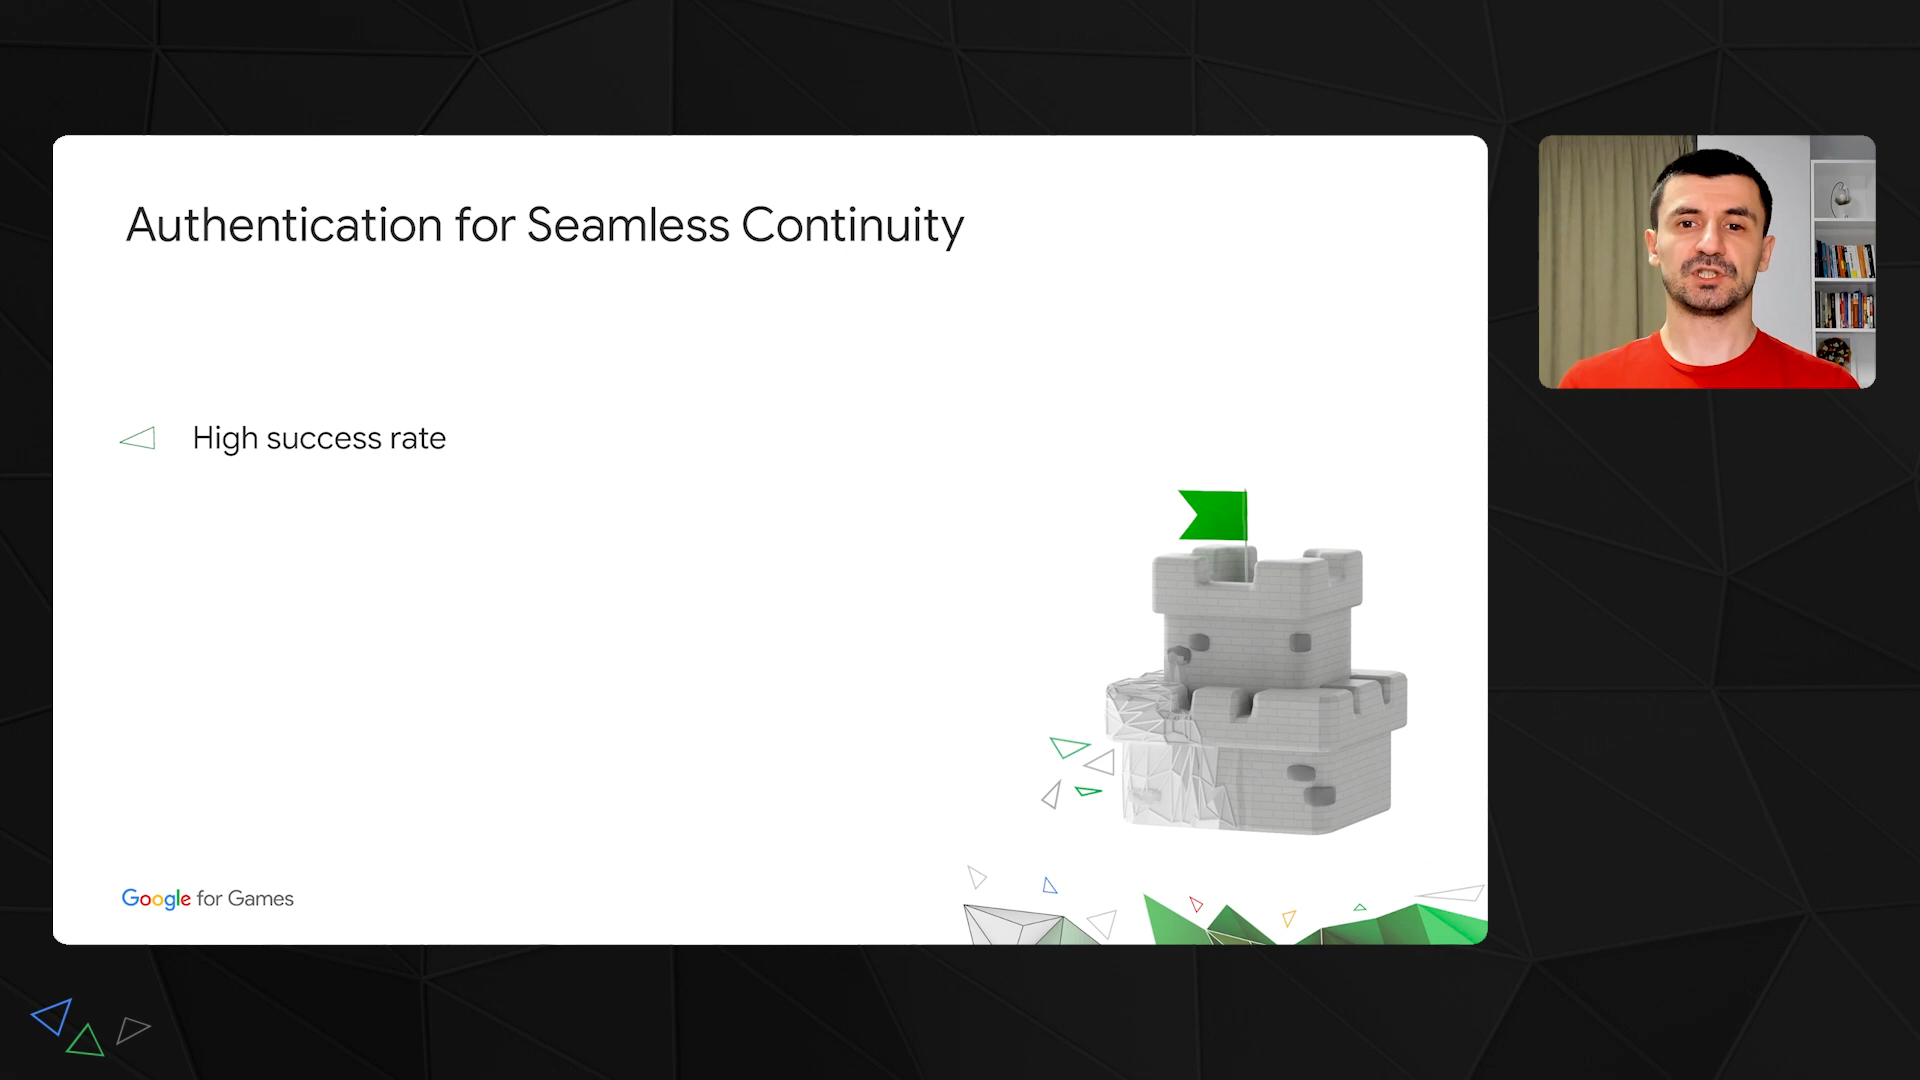 Authentication for Seamless Continuity
High success rate
Google for Games